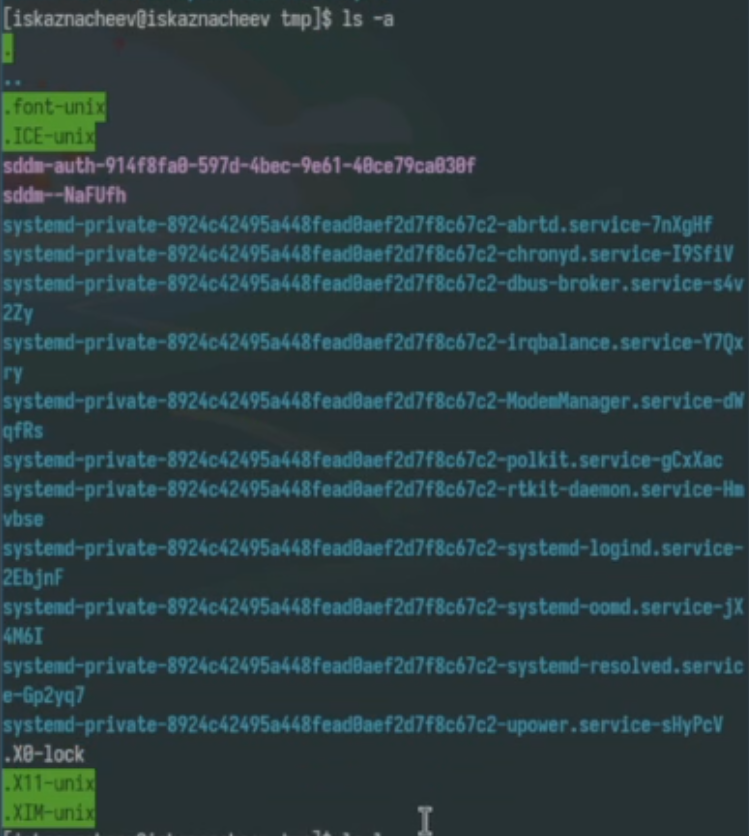 [iskaznacheev@iskaznacheev tmp]$ ls -a
.
..
.font-unix
.ICE-unix
sddm-auth-914f8fa0-597d-4bec-9e61-40ce79ca030f
sddm--NaFUfh
systemd-private-8924c42495a448fead0aef2d7f8c67c2-abrtd.service-7nXgHf
systemd-private-8924c42495a448fead0aef2d7f8c67c2-chronyd.service-I9SfiV
systemd-private-8924c42495a448fead0aef2d7f8c67c2-dbus-broker.service-s4v
2Zy
systemd-private-8924c42495a448fead0aef2d7f8c67c2-irqbalance.service-Y7Qx
ry
systemd-private-8924c42495a448fead0aef2d7f8c67c2-ModemManager.service-dW
qfRs
systemd-private-8924c42495a448fead0aef2d7f8c67c2-polkit.service-gCxXac
systemd-private-8924c42495a448fead0aef2d7f8c67c2-rtkit-daemon.service-Hm
vbse
systemd-private-8924c42495a448fead0aef2d7f8c67c2-systemd-logind.service-
2EbjnF
systemd-private-8924c42495a448fead0aef2d7f8c67c2-systemd-oomd.service-jX
4M6I
systemd-private-8924c42495a448fead0aef2d7f8c67c2-systemd-resolved.servic
e-Gp2yq7
systemd-private-8924c42495a448fead0aef2d7f8c67c2-upower.service-sHyPcV
.X0-lock
.X11-unix
.XIM-unix